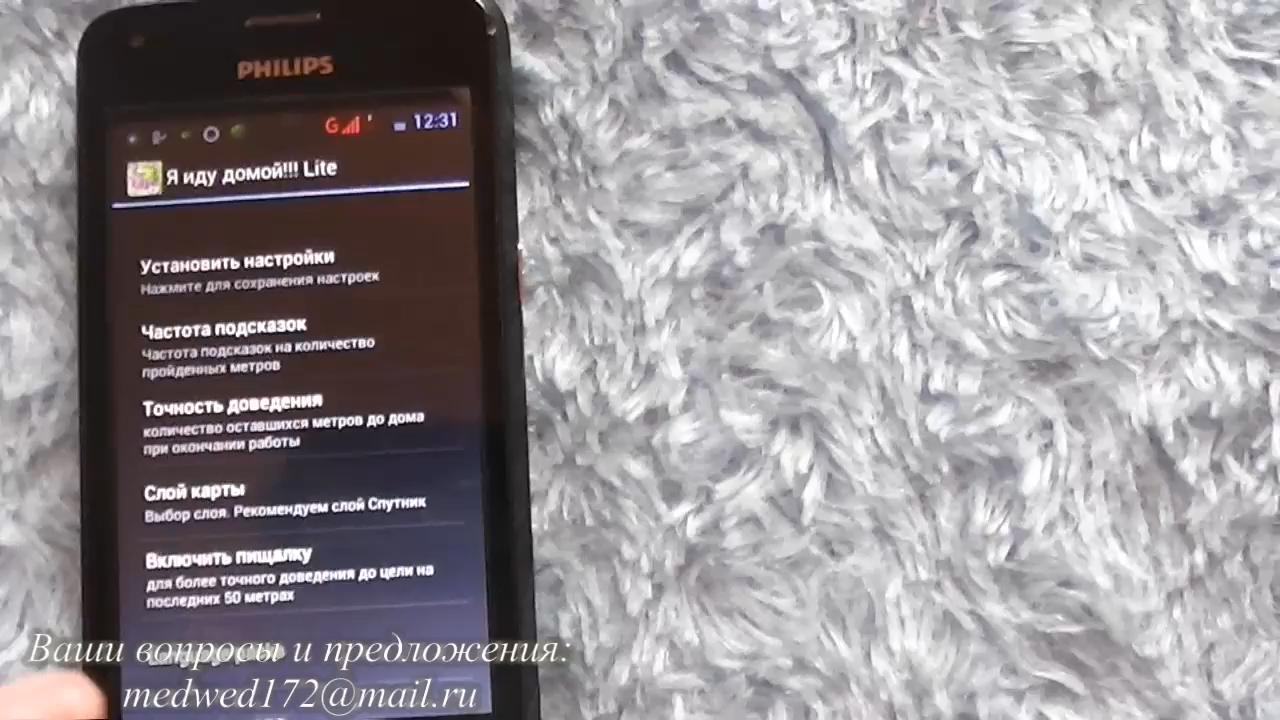 PHILIPS
G 12:31
Я иду домой!!! Lite
Установить настройки
Нажмите для сохранения настроек
Частота подсказок
Частота подсказок на количество
пройденных метров
Точность доведения
количество оставшихся метров до дома
при окончании работы
Слой карты
Выбор слоя. Рекомендуем слой Спутник
Включить пищалку
для более точного доведения до цели на
последних 50 метрах
Ваши вопросы и предложения:
medwed172@mail.ru